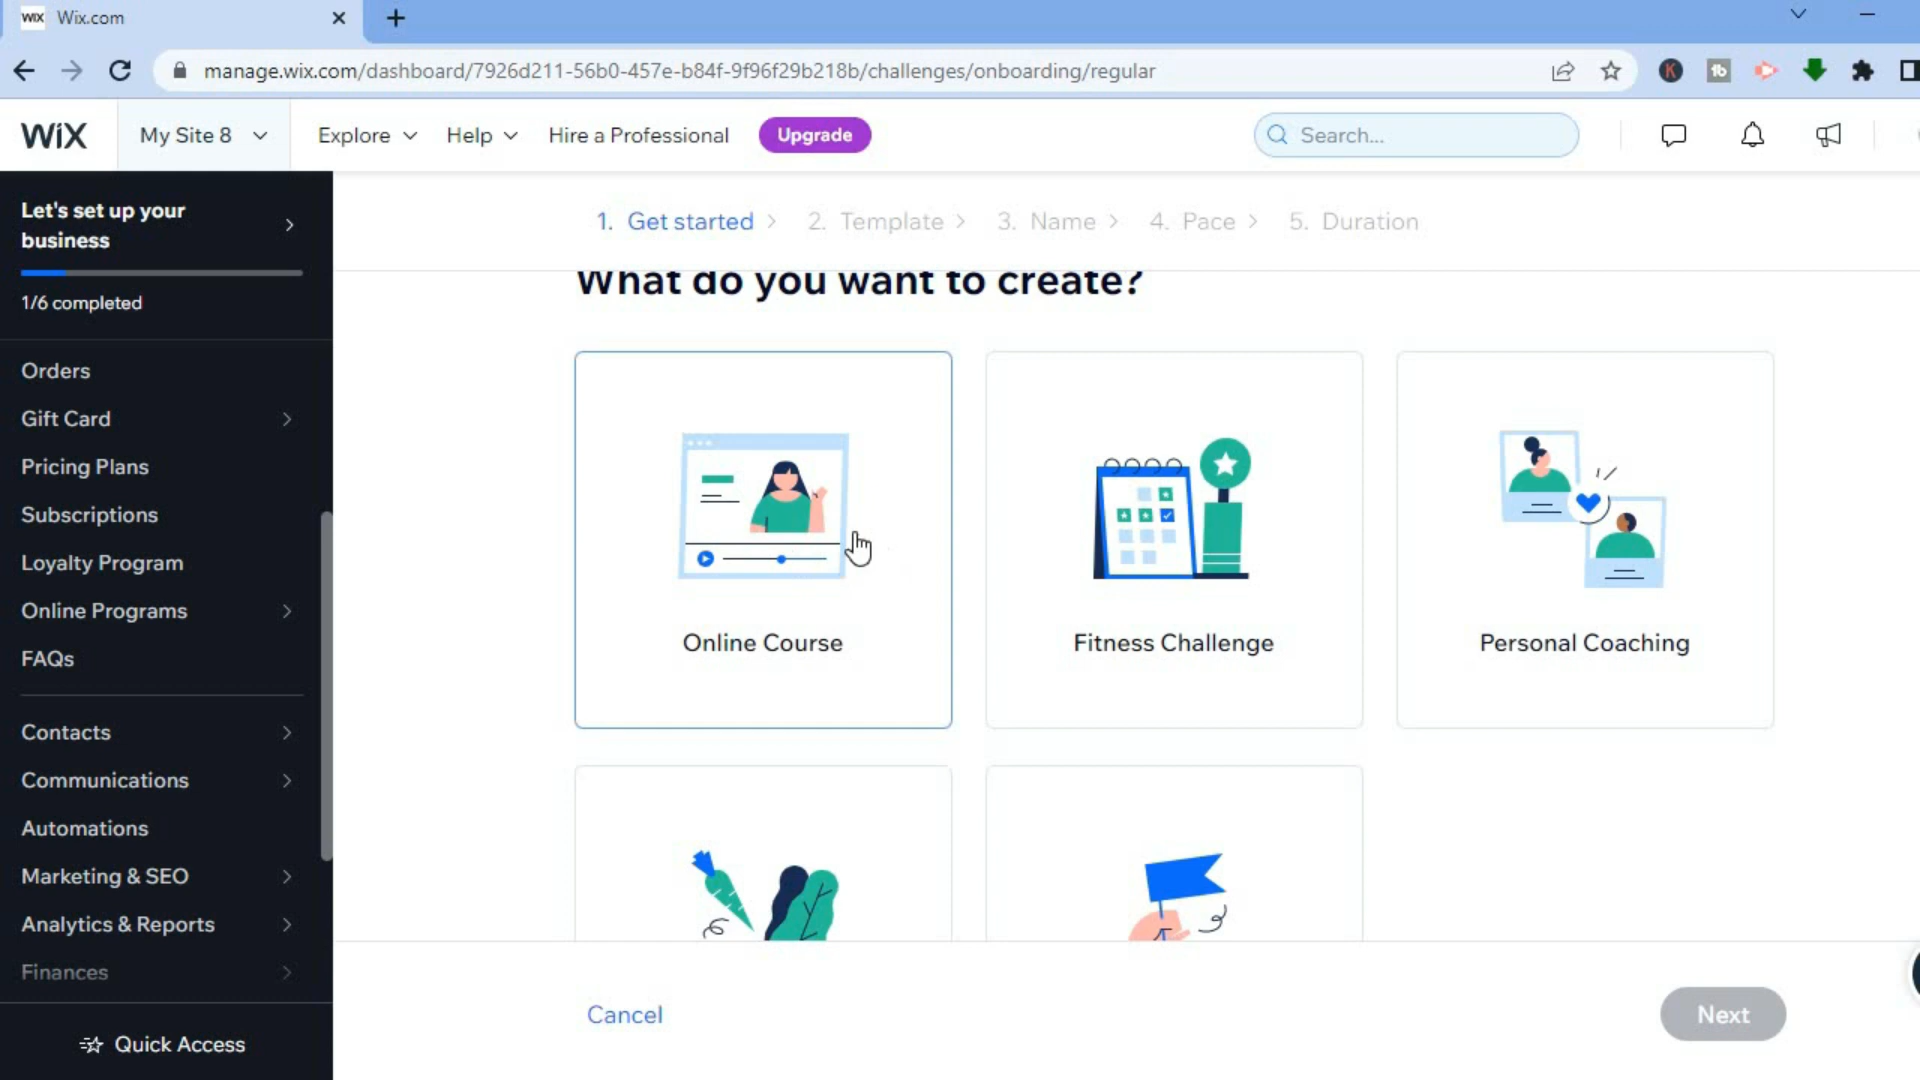 WIX Wix.com
manage.wix.com/dashboard/7926d211-56b0-457e-b84f-9f96f29b218b/challenges/onboarding/regular
K
tb
WiX
My Site 8
Explore
Help
Hire a Professional
Upgrade
Search...
Let's set up your
business
1/6 completed
Orders
Gift Card
Pricing Plans
Subscriptions
Loyalty Program
Online Programs
FAQs
Contacts
Communications
Automations
Marketing & SEO
Analytics & Reports
Finances
Quick Access
1. Get started > 2. Template > 3. Name > 4. Pace > 5. Duration
What do you want to create?
Online Course
Fitness Challenge
Personal Coaching
Cancel
Next